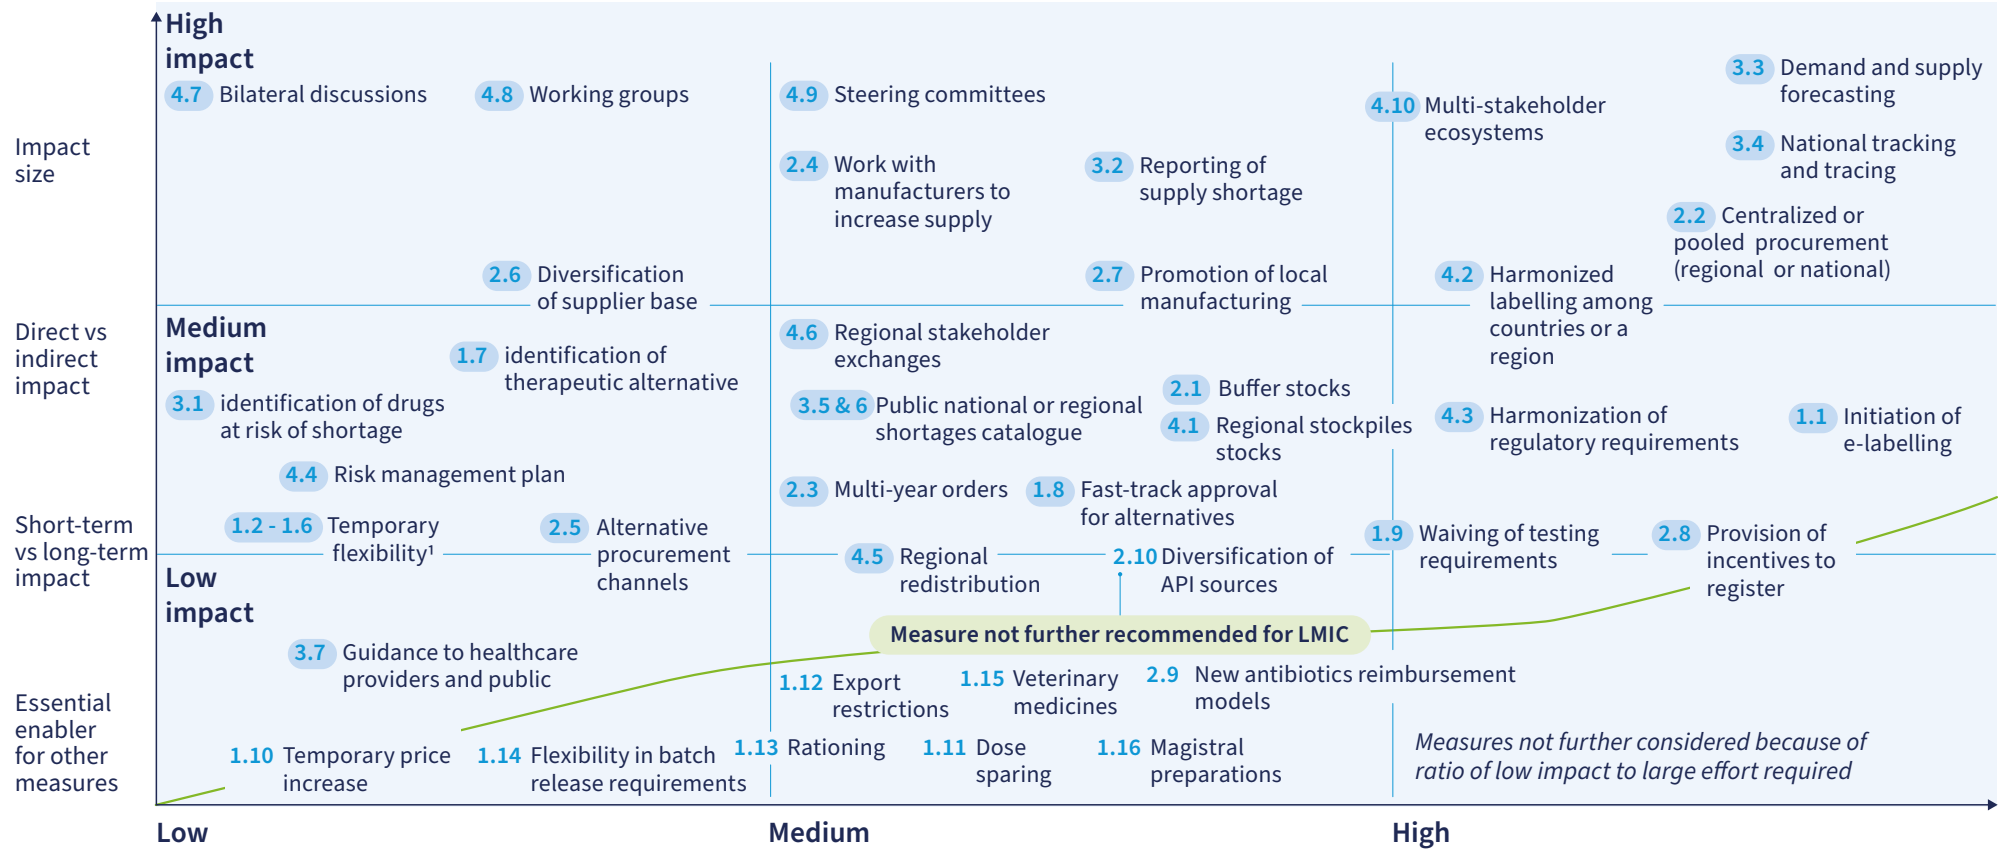 High
impact
4.7 Bilateral discussions
4.8 Working groups
4.9 Steering committees
4.10 Multi-stakeholder
ecosystems
3.3 Demand and supply
forecasting
Impact
size
2.4 Work with
manufacturers to
increase supply
3.2 Reporting of
supply shortage
3.4 National tracking
and tracing
2.2 Centralized or
pooled procurement
(regional or national)
2.6 Diversification
of supplier base
2.7 Promotion of local
manufacturing
4.2 Harmonized
labelling among
countries or a
region
Direct vs
indirect
impact
Medium
impact
1.7 identification of
therapeutic alternative
4.6 Regional stakeholder
exchanges
3.1 identification of drugs
at risk of shortage
3.5 & 6 Public national or regional
shortages catalogue
2.1 Buffer stocks
4.1 Regional stockpiles
stocks
4.3 Harmonization of
regulatory requirements
1.1 Initiation of
e-labelling
4.4 Risk management plan
2.3 Multi-year orders
1.8 Fast-track approval
for alternatives
Short-term
vs long-term
impact
1.2 - 1.6 Temporary
flexibility¹
2.5 Alternative
procurement
channels
4.5 Regional
redistribution
2.10 Diversification of
API sources
1.9 Waiving of testing
requirements
2.8 Provision of
incentives to
register
Low
impact
Measure not further recommended for LMIC
3.7 Guidance to healthcare
providers and public
1.12 Export
restrictions
1.15 Veterinary
medicines
2.9 New antibiotics reimbursement
models
Essential
enabler
for other
measures
1.10 Temporary price
increase
1.14 Flexibility in batch
release requirements
1.13 Rationing
1.11 Dose
sparing
1.16 Magistral
preparations
Measures not further considered because of
ratio of low impact to large effort required
Low
Medium
High